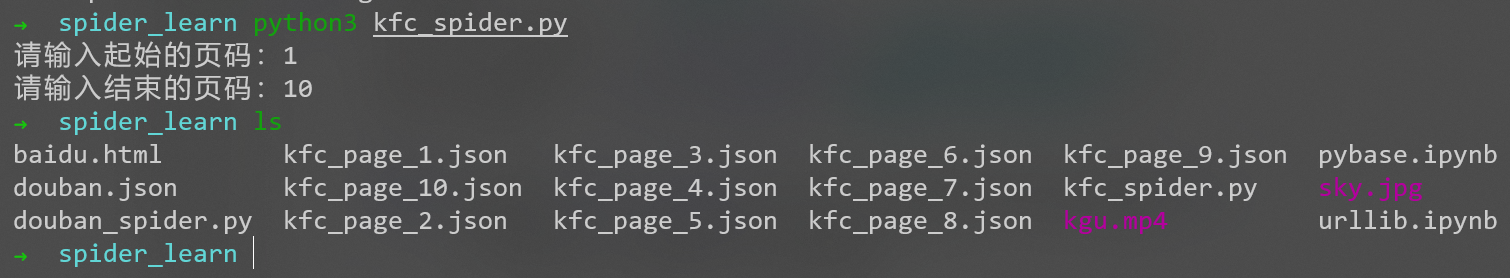 → spider_learn python3 kfc_spider.py
请输入起始的页码：1
请输入结束的页码：10
→ spider_learn ls
baidu.html kfc_page_1.json kfc_page_3.json kfc_page_6.json kfc_page_9.json pybase.ipynb
douban.json kfc_page_10.json kfc_page_4.json kfc_page_7.json kfc_spider.py sky.jpg
douban_spider.py kfc_page_2.json kfc_page_5.json kfc_page_8.json kgu.mp4 urllib.ipynb
→ spider_learn